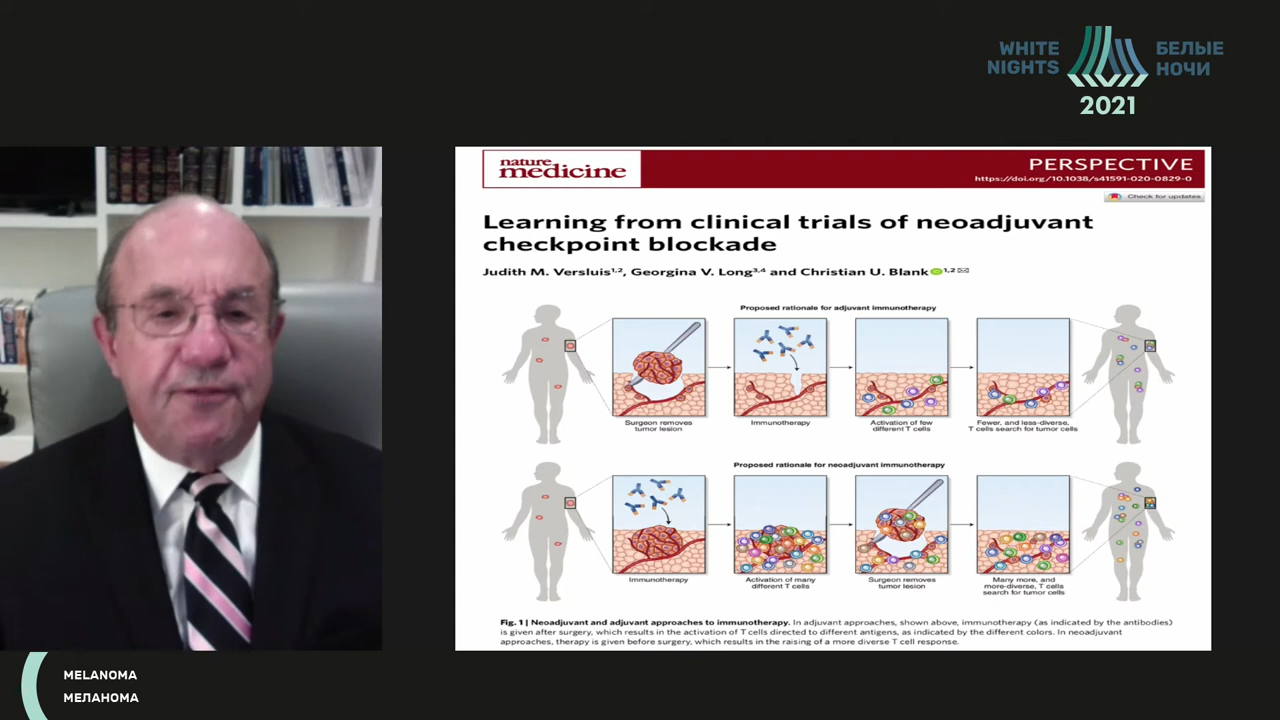 WHITE
NIGHTS
БЕЛЫЕ
НОЧИ
2021
nature
medicine
PERSPECTIVE
https://doi.org/10.1038/s41591-020-0829-0
Check for updates
Learning from clinical trials of neoadjuvant
checkpoint blockade
Judith M. Versluis1,2, Georgina V. Long3,4 and Christian U. Blank 1,2
Proposed rationale for adjuvant immunotherapy
Surgeon removes
tumor lesion
Immunotherapy
Activation of few
different T cells
Fewer, and less-diverse,
T cells search for tumor cells
Proposed rationale for neoadjuvant immunotherapy
Immunotherapy
Activation of many
different T cells
Surgeon removes
tumor lesion
Many more, and
more-diverse, T cells
search for tumor cells
Fig. 1 | Neoadjuvant and adjuvant approaches to immunotherapy. In adjuvant approaches, shown above, immunotherapy (as indicated by the antibodies)
is given after surgery, which results in the activation of T cells directed to different antigens, as indicated by the different colors. In neoadjuvant
approaches, therapy is given before surgery, which results in the raising of a more diverse T cell response.
MELANOMA
МЕЛАНОМА